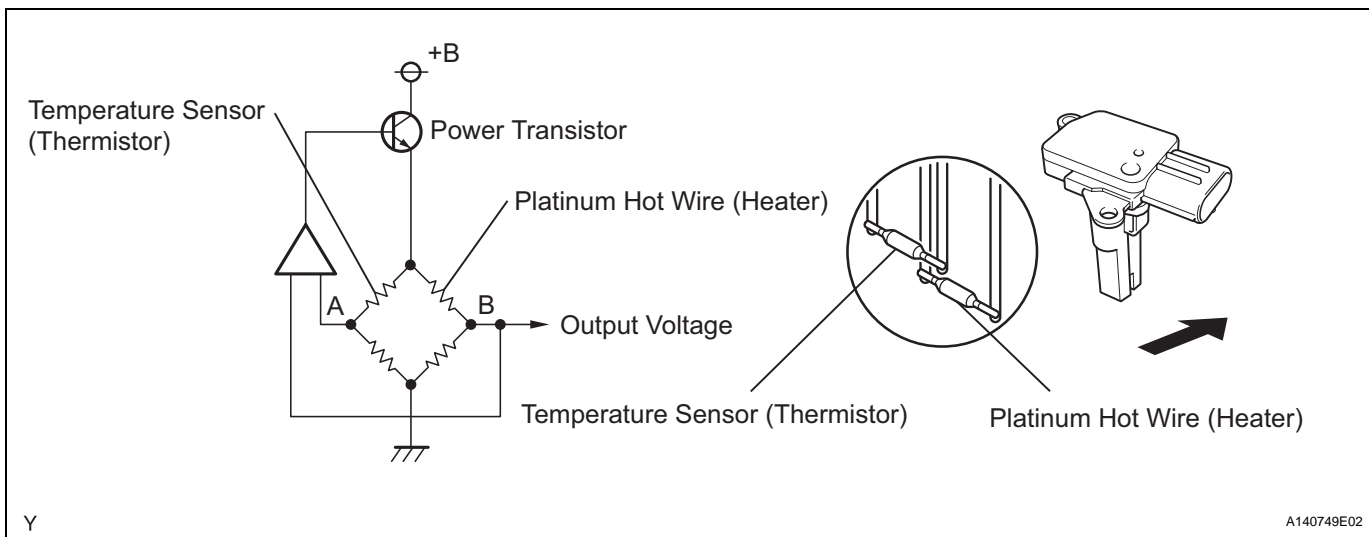 +B
Temperature Sensor
(Thermistor)
Power Transistor
Platinum Hot Wire (Heater)
A
B
Output Voltage
Temperature Sensor (Thermistor)
Platinum Hot Wire (Heater)
Y
A140749E02